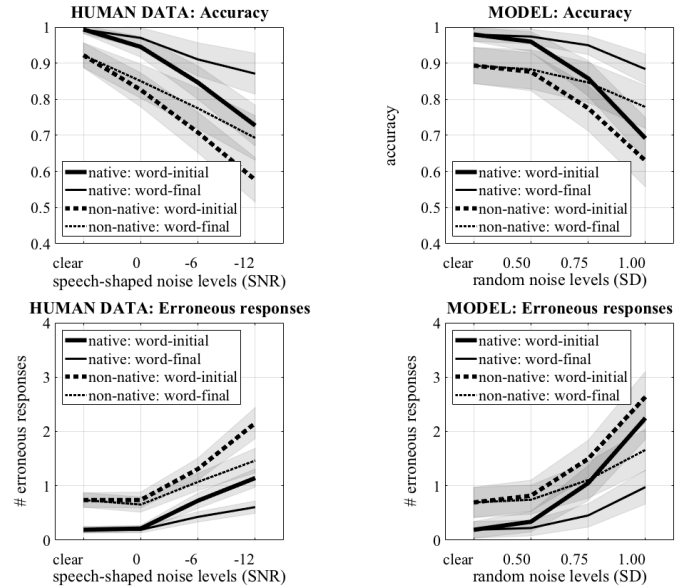 HUMAN DATA: Accuracy
1
0.9
0.8
0.7
0.6
0.5
0.4
native: word-initial
native: word-final
non-native: word-initial
non-native: word-final
clear 0 -6 -12
speech-shaped noise levels (SNR)
MODEL: Accuracy
accuracy
1
0.9
0.8
0.7
0.6
0.5
0.4
native: word-initial
native: word-final
non-native: word-initial
non-native: word-final
clear 0.50 0.75 1.00
random noise levels (SD)
HUMAN DATA: Erroneous responses
# erroneous responses
4
3
2
1
0
native: word-initial
native: word-final
non-native: word-initial
non-native: word-final
clear 0 -6 -12
speech-shaped noise levels (SNR)
MODEL: Erroneous responses
# erroneous responses
4
3
2
1
0
native: word-initial
native: word-final
non-native: word-initial
non-native: word-final
clear 0.50 0.75 1.00
random noise levels (SD)